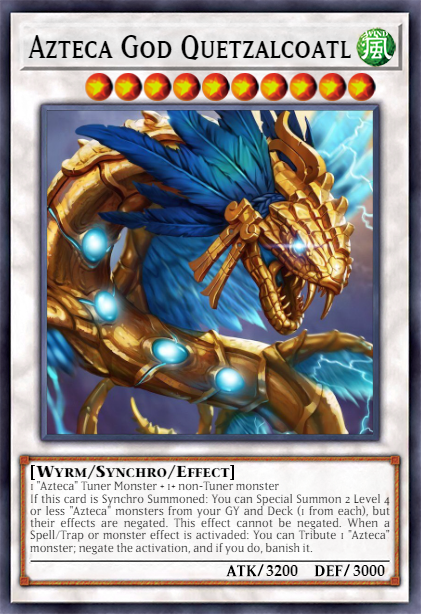 Azteca God Quetzalcoatl
WIND
風
[Wyrm/Synchro/Effect]
1 "Azteca" Tuner Monster + 1+ non-Tuner monster
If this card is Synchro Summoned: You can Special Summon 2 Level 4
or less "Azteca" monsters from your GY and Deck (1 from each), but
their effects are negated. This effect cannot be negated. When a
Spell/Trap or monster effect is activaded: You can Tribute 1 "Azteca"
monster; negate the activation, and if you do, banish it.
ATK/3200 DEF/3000